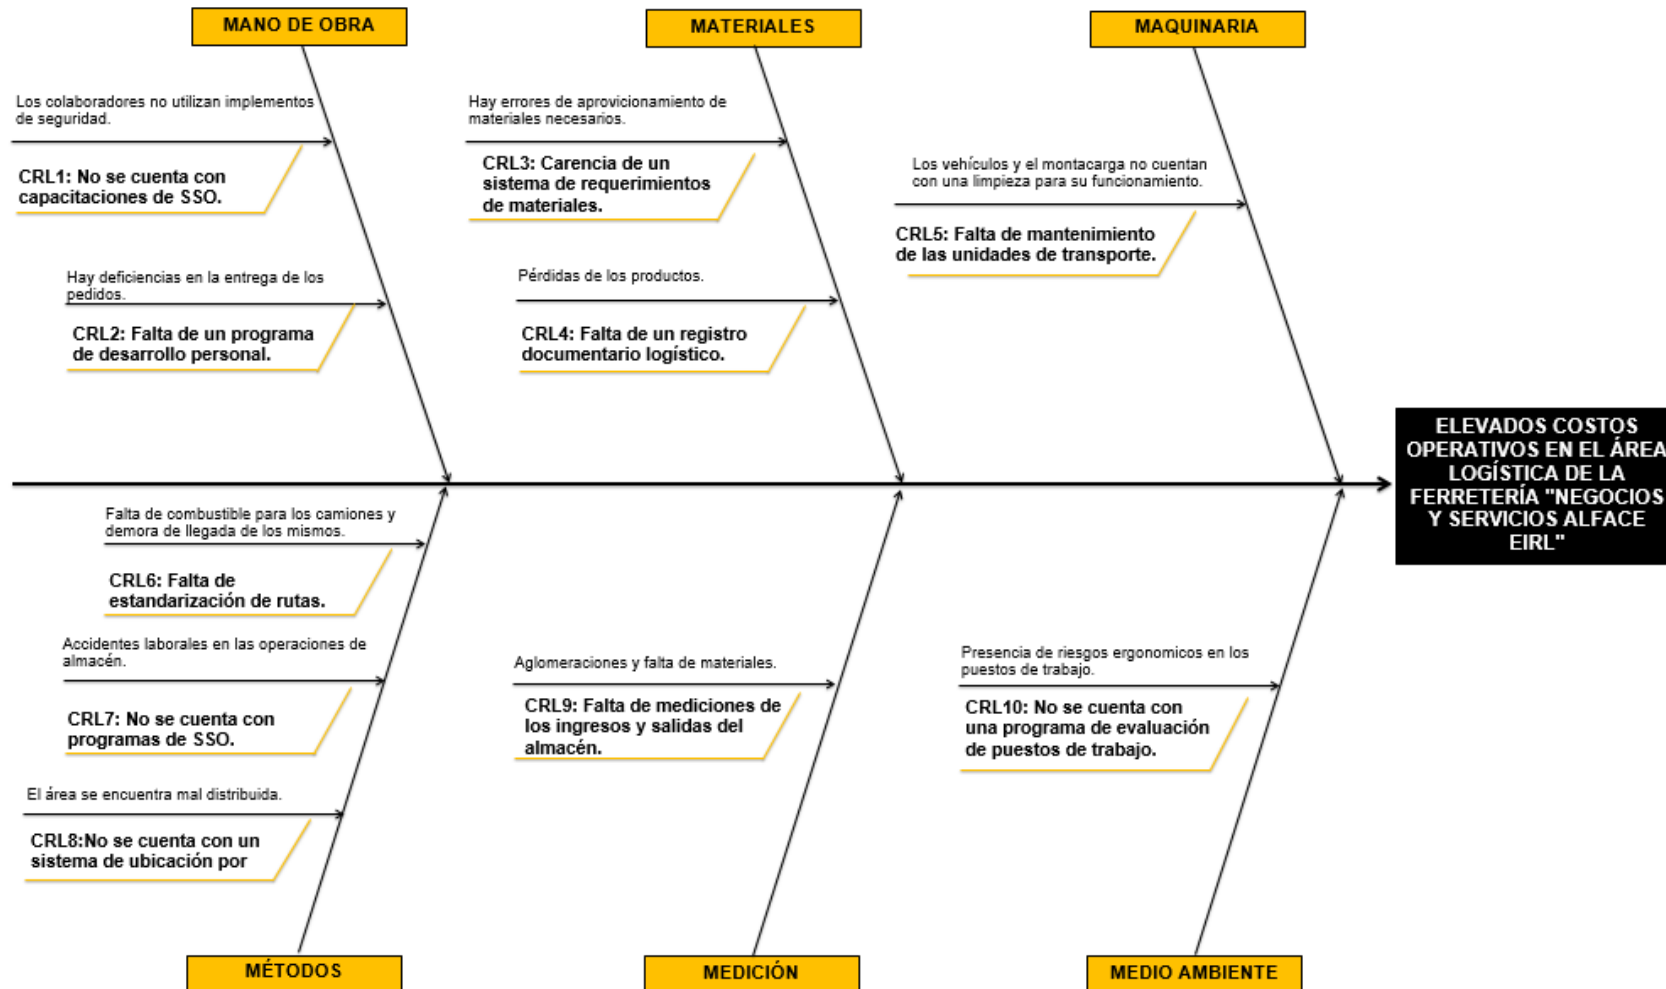 MANO DE OBRA
MATERIALES
MAQUINARIA
Los colaboradores no utilizan implementos
de seguridad.
CRL1: No se cuenta con
capacitaciones de SSO.
Hay deficiencias en la entrega de los
pedidos.
CRL2: Falta de un programa
de desarrollo personal.
Hay errores de aprovicionamiento de
materiales necesarios.
CRL3: Carencia de un
sistema de requerimientos
de materiales.
Pérdidas de los productos.
CRL4: Falta de un registro
documentario logístico.
Los vehículos y el montacarga no cuentan
con una limpieza para su funcionamiento.
CRL5: Falta de mantenimiento
de las unidades de transporte.
ELEVADOS COSTOS
OPERATIVOS EN EL ÁREA
LOGÍSTICA DE LA
FERRETERÍA "NEGOCIOS
Y SERVICIOS ALFACE
EIRL"
Falta de combustible para los camiones y
demora de llegada de los mismos.
CRL6: Falta de
estandarización de rutas.
Accidentes laborales en las operaciones de
almacén.
CRL7: No se cuenta con
programas de SSO.
El área se encuentra mal distribuida.
CRL8:No se cuenta con un
sistema de ubicación por
Aglomeraciones y falta de materiales.
CRL9: Falta de mediciones de
los ingresos y salidas del
almacén.
Presencia de riesgos ergonomicos en los
puestos de trabajo.
CRL10: No se cuenta con
una programa de evaluación
de puestos de trabajo.
MÉTODOS
MEDICIÓN
MEDIO AMBIENTE